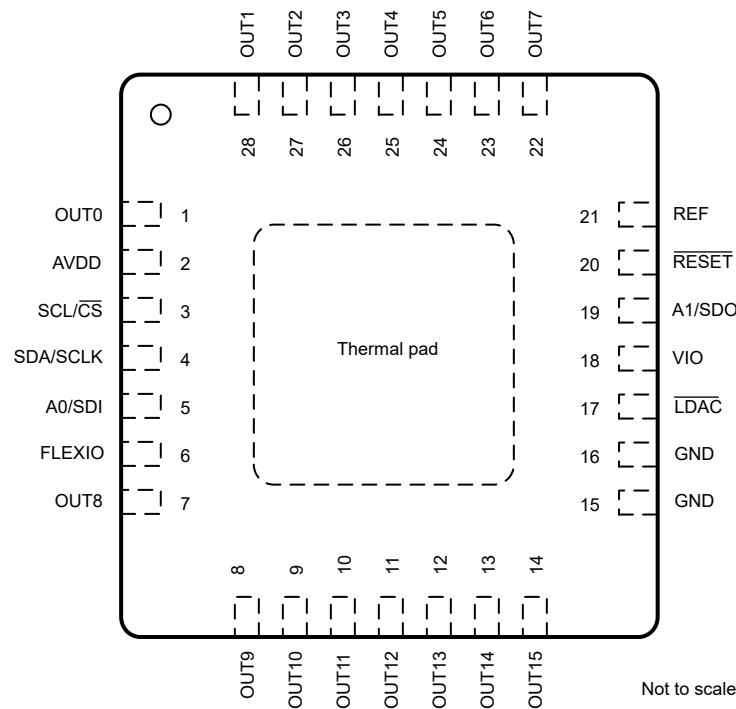 OUT1 OUT2 OUT3 OUT4 OUT5 OUT6 OUT7
28 27 26 25 24 23 22
OUT0 1 21 REF
AVDD 2 20 RESET
SCL/CS 3 19 A1/SDO
SDA/SCLK 4 Thermal pad 18 VIO
A0/SDI 5 17 LDAC
FLEXIO 6 16 GND
OUT8 7 15 GND
8 9 10 11 12 13 14
OUT9 OUT10 OUT11 OUT12 OUT13 OUT14 OUT15
Not to scale